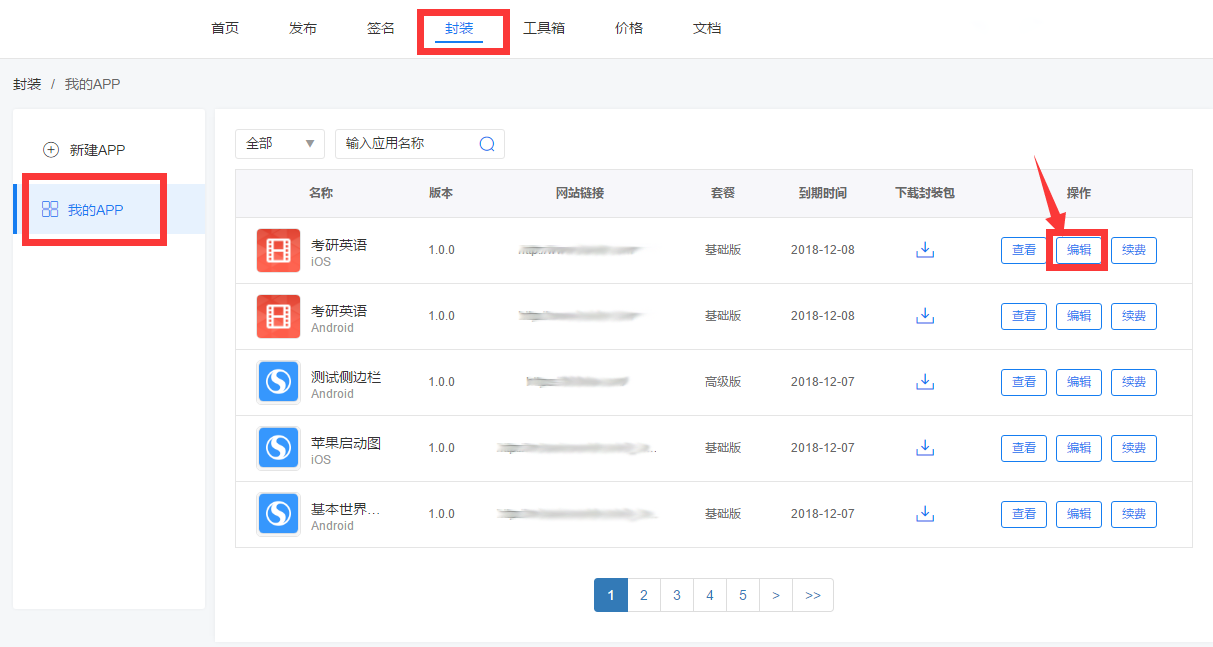 首页 发布 签名 封装 工具箱 价格 文档
封装 / 我的APP
新建APP
我的APP
全部 输入应用名称
名称 版本 网站链接 套餐 到期时间 下载封装包 操作
考研英语 1.0.0 基础版 2018-12-08 查看 编辑 续费
iOS
考研英语 1.0.0 基础版 2018-12-08 查看 编辑 续费
Android
测试侧边栏 1.0.0 高级版 2018-12-07 查看 编辑 续费
Android
苹果启动图 1.0.0 基础版 2018-12-07 查看 编辑 续费
iOS
基本世界... 1.0.0 基础版 2018-12-07 查看 编辑 续费
Android
1 2 3 4 5 > >>